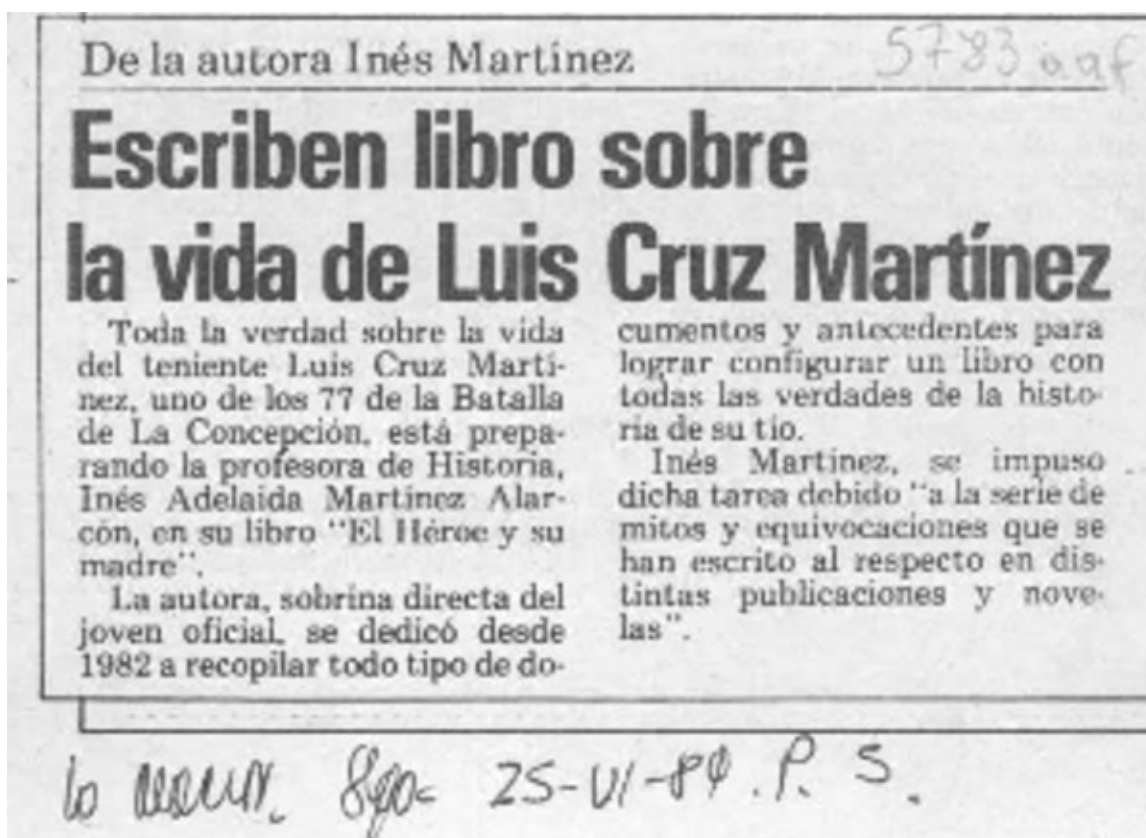 De la autora Inés Martínez
5783 aaf
Escriben libro sobre
la vida de Luis Cruz Martínez
Toda la verdad sobre la vida
del teniente Luis Cruz Martí-
nez, uno de los 77 de la Batalla
de La Concepción, está prepa-
rando la profesora de Historia,
Inés Adelaida Martínez Alar-
cón, en su libro "El Héroe y su
madre".
La autora, sobrina directa del
joven oficial, se dedicó desde
1982 a recopilar todo tipo de do-
cumentos y antecedentes para
lograr configurar un libro con
todas las verdades de la histo-
ria de su tío.
Inés Martínez, se impuso
dicha tarea debido "a la serie de
mitos y equivocaciones que se
han escrito al respecto en dis-
tintas publicaciones y nove-
las".
25-VI-84. P. 5.